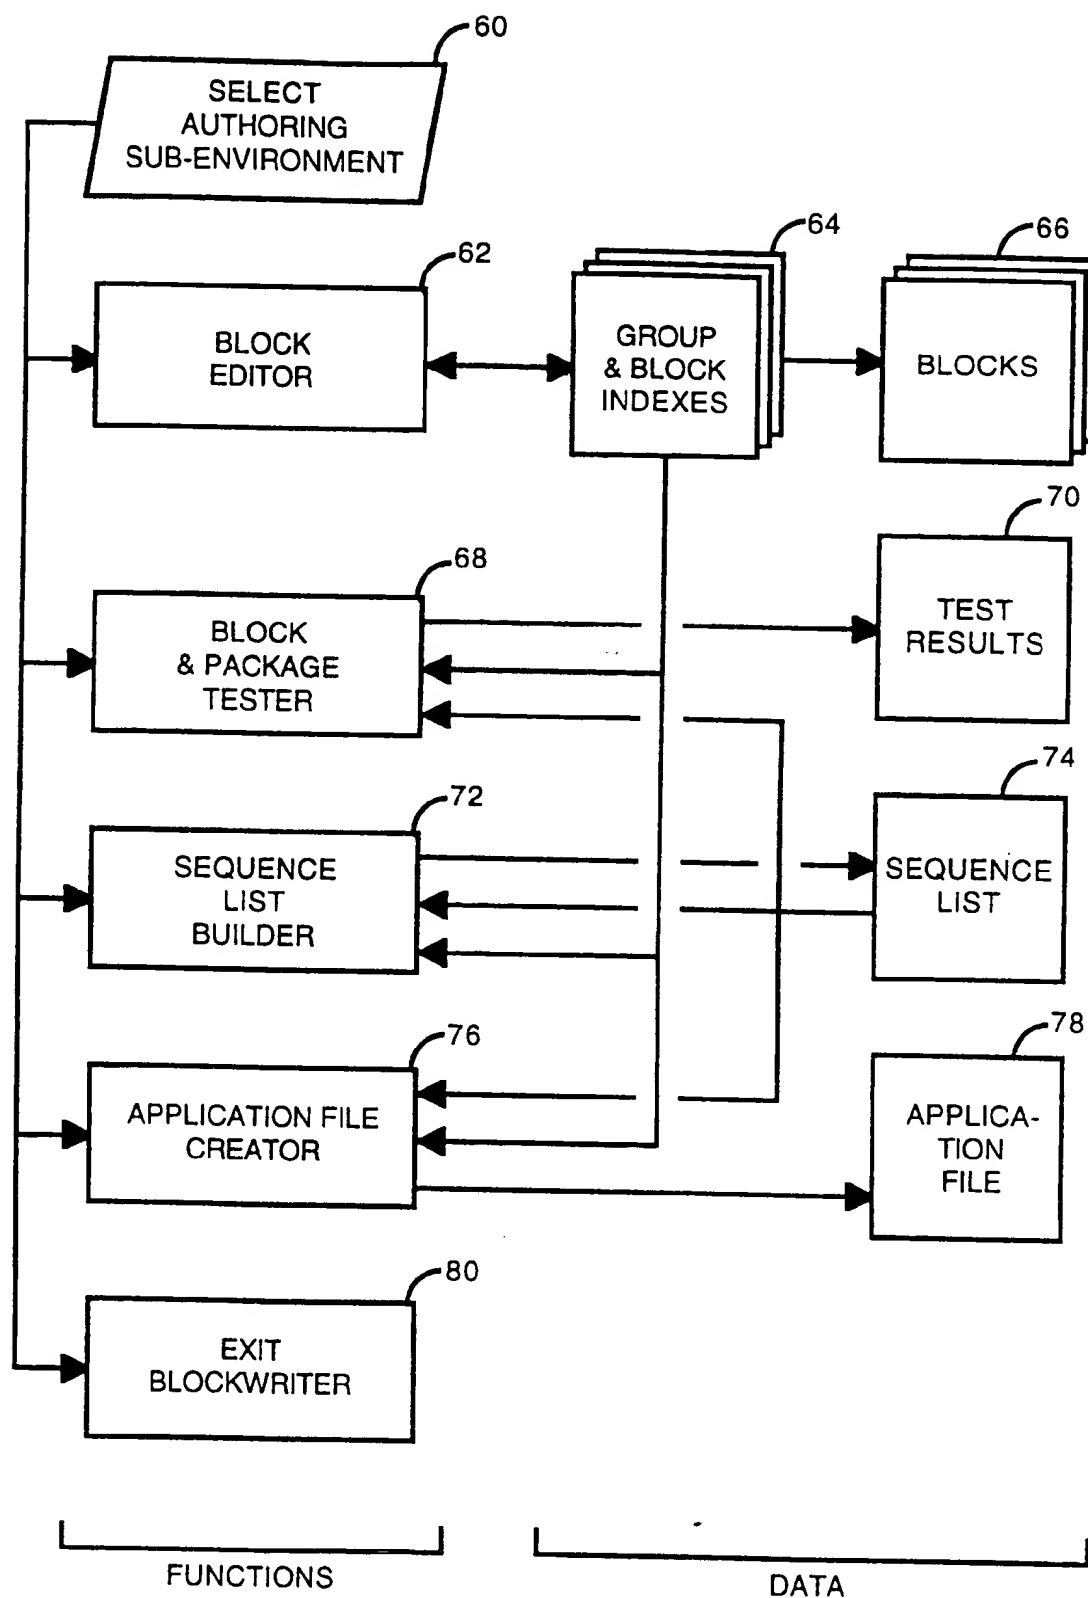 60
SELECT
AUTHORING
SUB-ENVIRONMENT
62
BLOCK
EDITOR
64
GROUP
& BLOCK
INDEXES
66
BLOCKS
68
BLOCK
& PACKAGE
TESTER
70
TEST
RESULTS
72
SEQUENCE
LIST
BUILDER
74
SEQUENCE
LIST
76
APPLICATION FILE
CREATOR
78
APPLICA-
TION
FILE
80
EXIT
BLOCKWRITER
FUNCTIONS
DATA